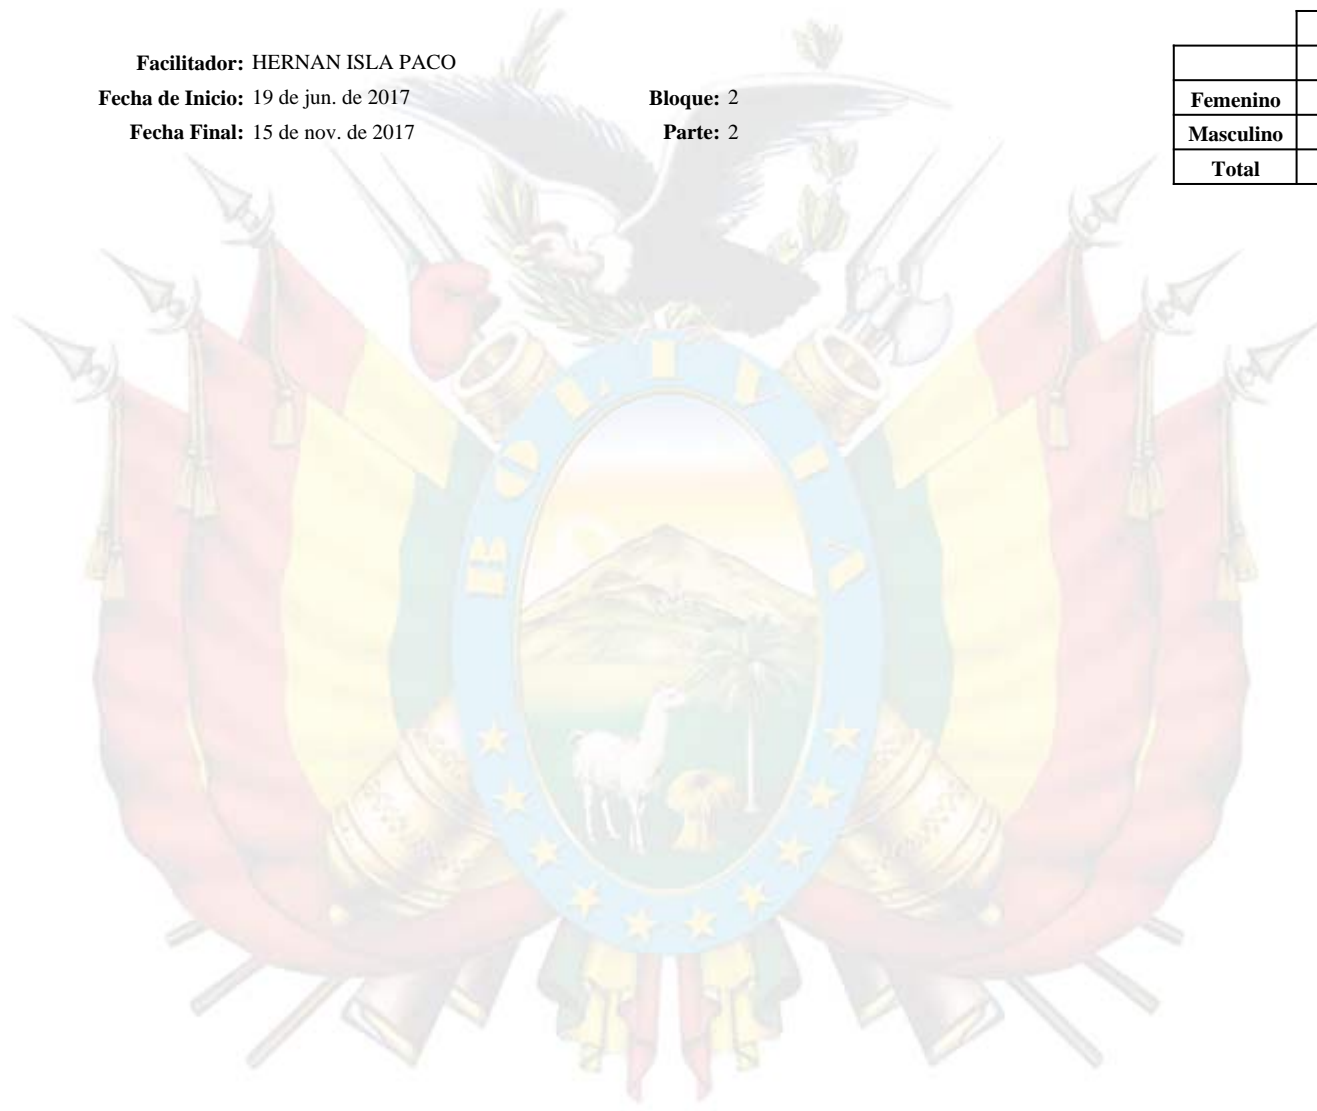 Facilitador: HERNAN ISLA PACO
Fecha de Inicio: 19 de jun. de 2017 Bloque: 2
Fecha Final: 15 de nov. de 2017 Parte: 2
Femenino
Masculino
Total
BOLIVIA